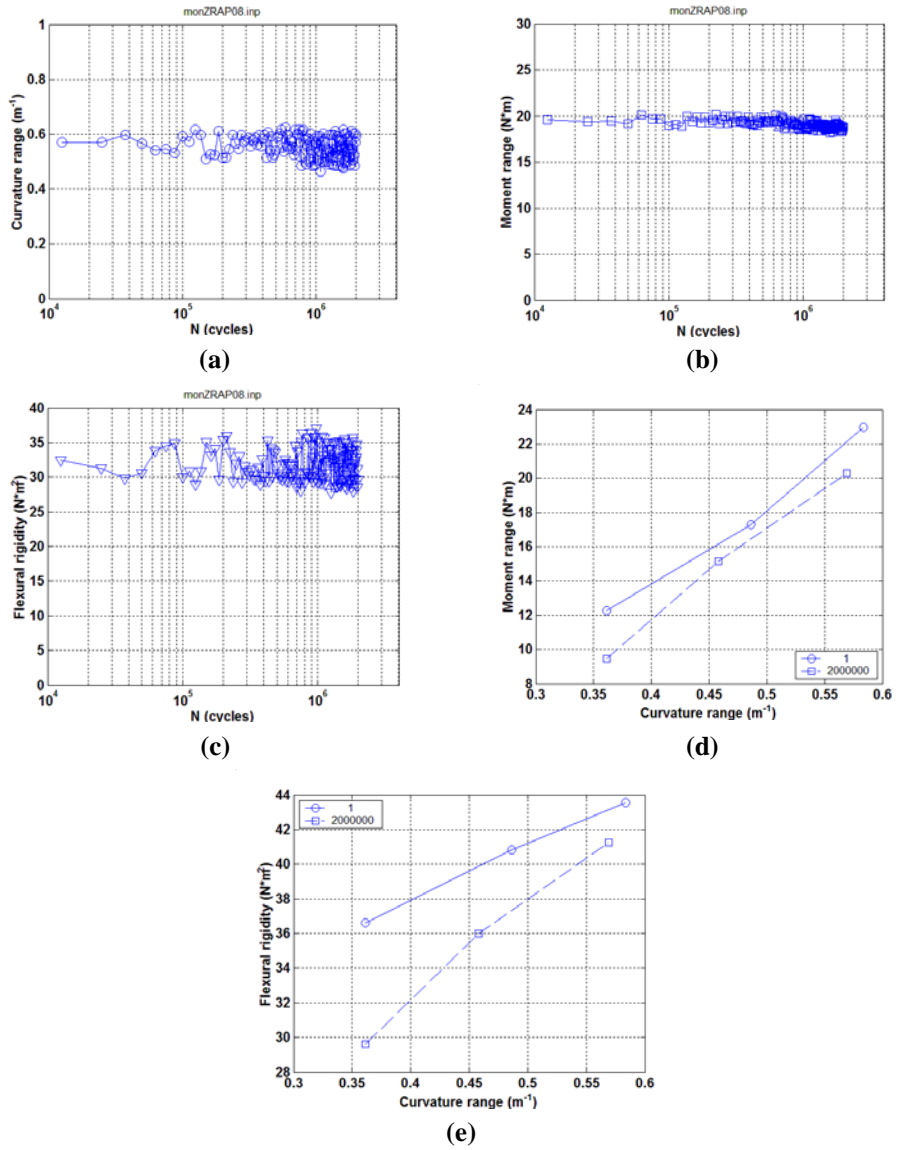 monZRAP08.inp
1
0.8
0.6
0.4
0.2
0
Curvature range (m⁻¹)
10⁴ 10⁵ 10⁶
N (cycles)
(a)
monZRAP08.inp
30
25
20
15
10
5
0
Moment range (N*m)
10⁴ 10⁵ 10⁶
N (cycles)
(b)
monZRAP08.inp
40
35
30
25
20
15
10
5
0
Flexural rigidity (N*m²)
10⁴ 10⁵ 10⁶
N (cycles)
(c)
24
22
20
18
16
14
12
10
8
Moment range (N*m)
1
2000000
0.3 0.35 0.4 0.45 0.5 0.55 0.6
Curvature range (m⁻¹)
(d)
44
42
40
38
36
34
32
30
28
Flexural rigidity (N*m²)
1
2000000
0.3 0.35 0.4 0.45 0.5 0.55 0.6
Curvature range (m⁻¹)
(e)